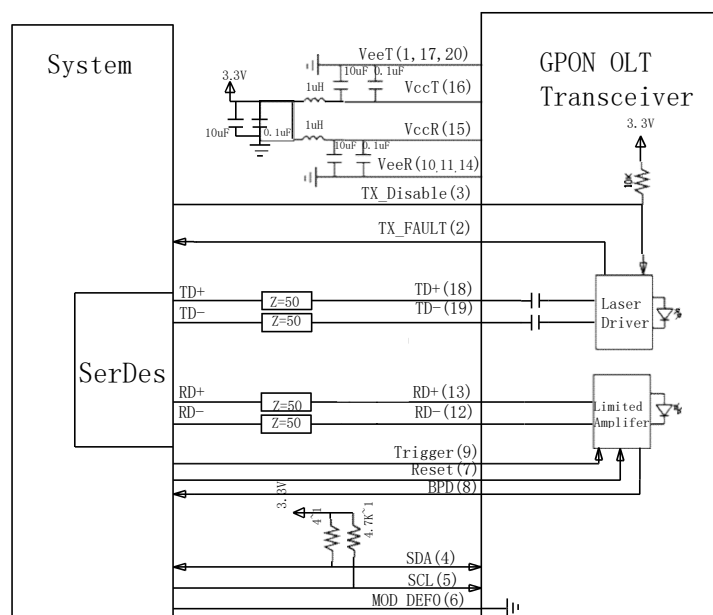 System
GPON OLT
Transceiver
VeeT(1,17,20)
10uF 0.1uF
3.3V
1uH
VccT(16)
10uF
0.1uF
1uH
VccR(15)
10uF 0.1uF
VeeR(10,11,14)
3.3V
10K
TX_Disable(3)
TX_FAULT(2)
SerDes
TD+
Z=50
TD+(18)
TD-
Z=50
TD-(19)
Laser
Driver
RD+
Z=50
RD+(13)
RD-
Z=50
RD-(12)
Limited
Amplifer
Trigger(9)
Reset(7)
BPD(8)
3.3V
4~1
4.7K~1
SDA(4)
SCL(5)
MOD_DEF0(6)